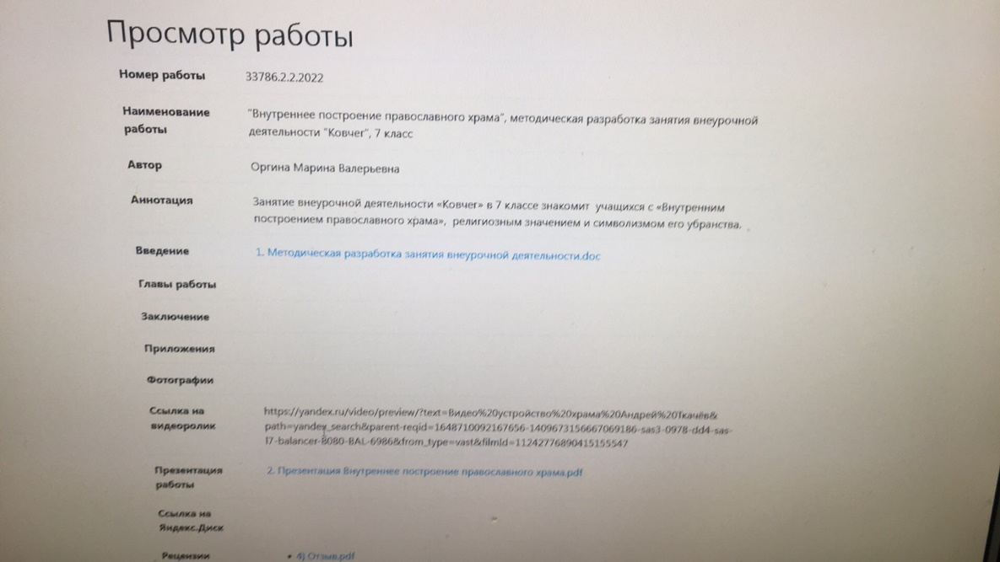 Просмотр работы
Номер работы 33786.2.2.2022
Наименование работы "Внутреннее построение православного храма", методическая разработка занятия внеурочной
деятельности "Ковчег", 7 класс
Автор Оргина Марина Валерьевна
Аннотация Занятие внеурочной деятельности «Ковчег» в 7 классе знакомит учащихся с «Внутренним
построением православного храма», религиозным значением и символизмом его убранства.
Введение 1. Методическая разработка занятия внеурочной деятельности.doc
Главы работы
Заключение
Приложения
Фотографии
Ссылка на видеоролик https://yandex.ru/video/preview/?text=Видео%20устройство%20храма%20Андрей%20Ткачёв&
path=yandex_search&parent-reqid=1648710092167656-1409673156667069186-sas3-0978-dd4-sas-
l7-balancer-8080-BAL-6986&from_type=vast&filmId=11242776890415155547
Презентация работы 2. Презентация Внутреннее построение православного храма.pdf
Ссылка на
Яндекс.Диск
Рецензии • 4) Отзыв.pdf